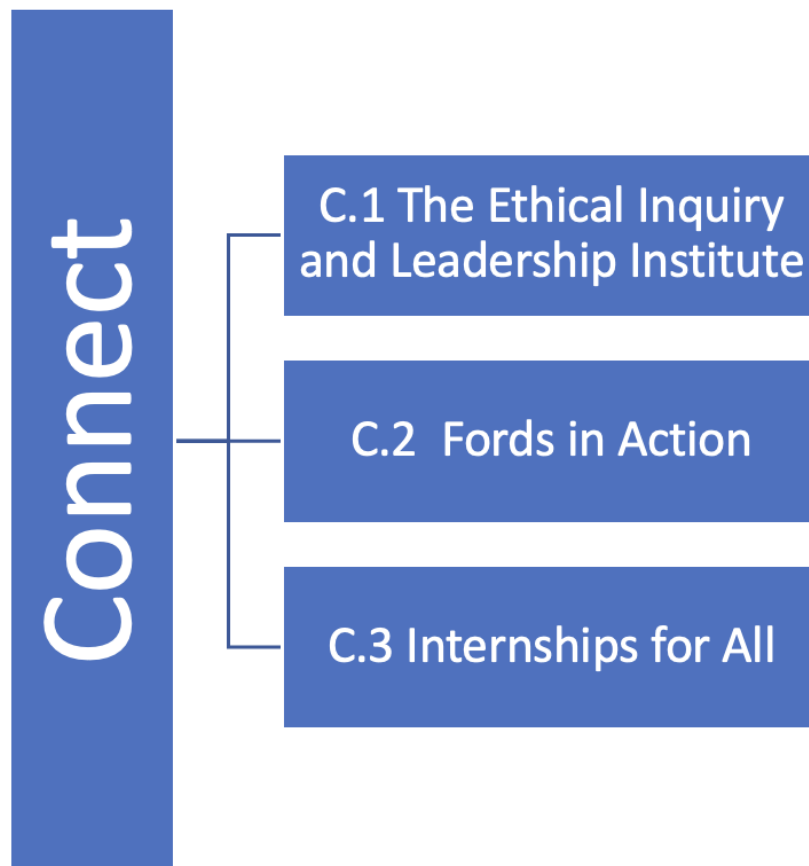 Connect
C.1 The Ethical Inquiry
and Leadership Institute
C.2  Fords in Action
C.3 Internships for All